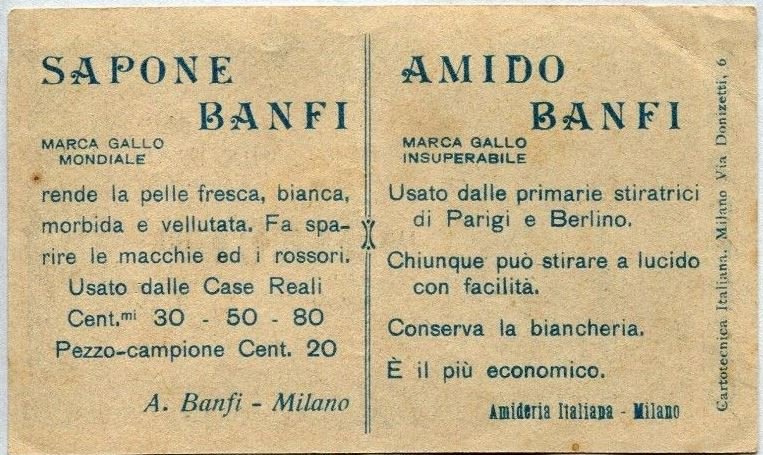 SAPONE
BANFI
MARCA GALLO
MONDIALE
rende la pelle fresca, bianca,
morbida e vellutata. Fa spa-
rire le macchie ed i rossori.
Usato dalle Case Reali
Cent.mi 30 - 50 - 80
Pezzo-campione Cent. 20
A. Banfi - Milano
AMIDO
BANFI
MARCA GALLO
INSUPERABILE
Usato dalle primarie stiratrici
di Parigi e Berlino.
Chiunque può stirare a lucido
con facilità.
Conserva la biancheria.
È il più economico.
Amideria Italiana - Milano
Cartotecnica Italiana, Milano Via Donizetti, 6